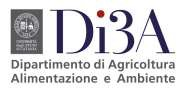 Di3A
Dipartimento di Agricoltura
Alimentazione e Ambiente